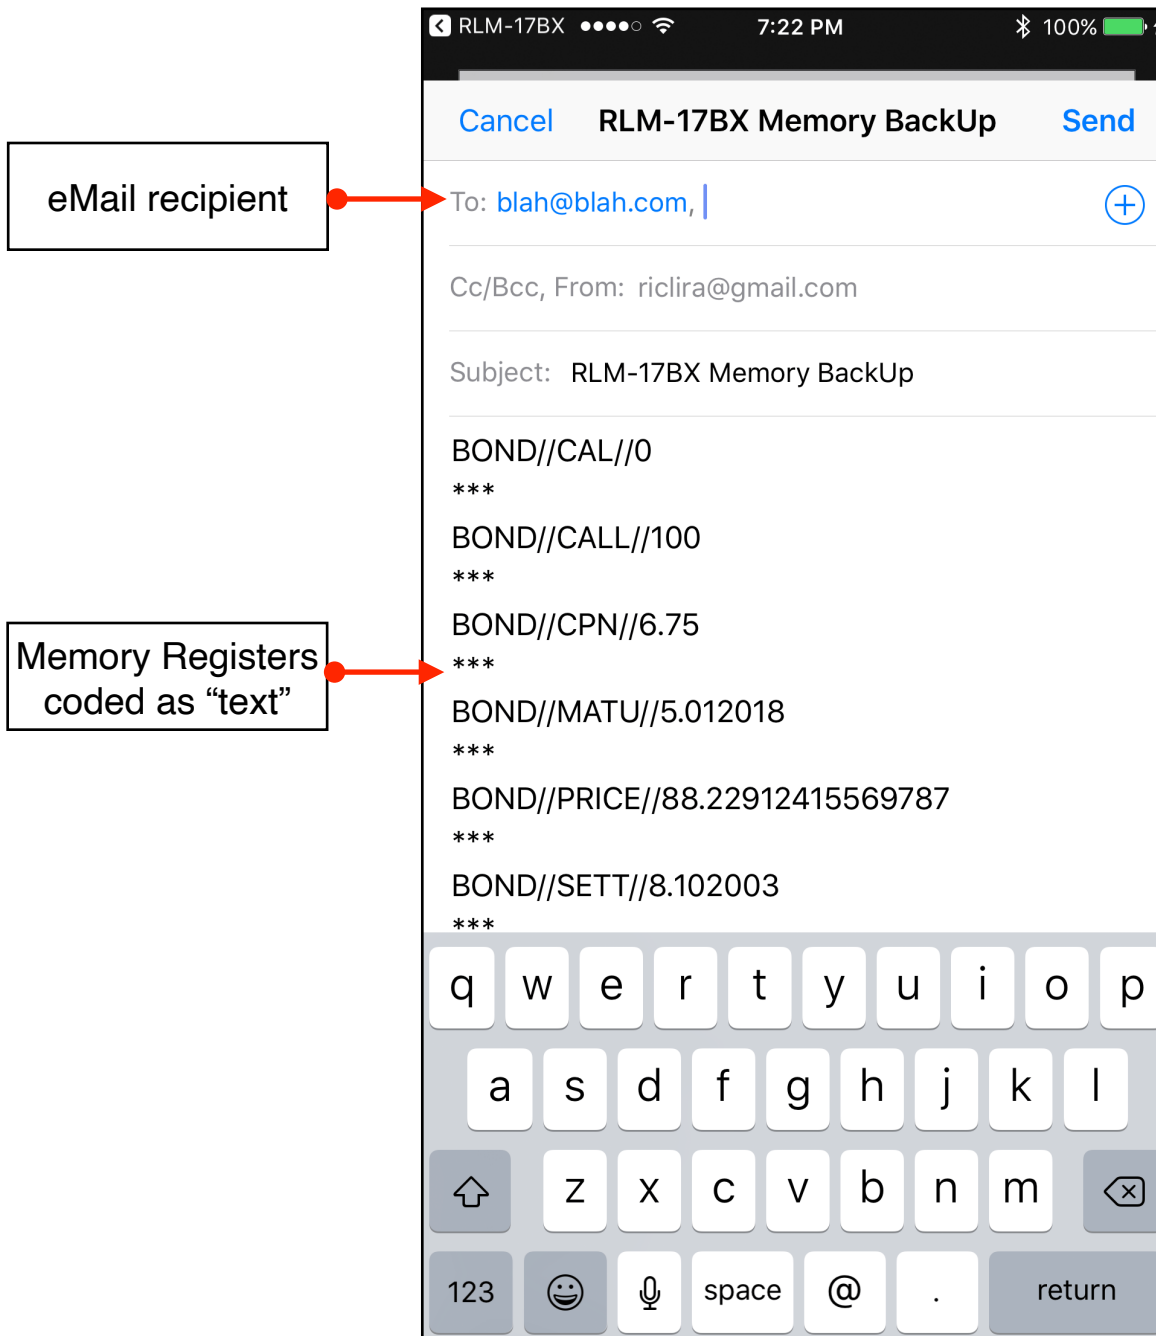 RLM-17BX 7:22 PM 100%
Cancel RLM-17BX Memory BackUp Send
eMail recipient
To: blah@blah.com,
Cc/Bcc, From: riclira@gmail.com
Subject: RLM-17BX Memory BackUp
BOND//CAL//0
***
BOND//CALL//100
***
BOND//CPN//6.75
***
Memory Registers
coded as “text”
BOND//MATU//5.012018
***
BOND//PRICE//88.22912415569787
***
BOND//SETT//8.102003
***
q w e r t y u i o p
a s d f g h j k l
z x c v b n m
123 space @ . return